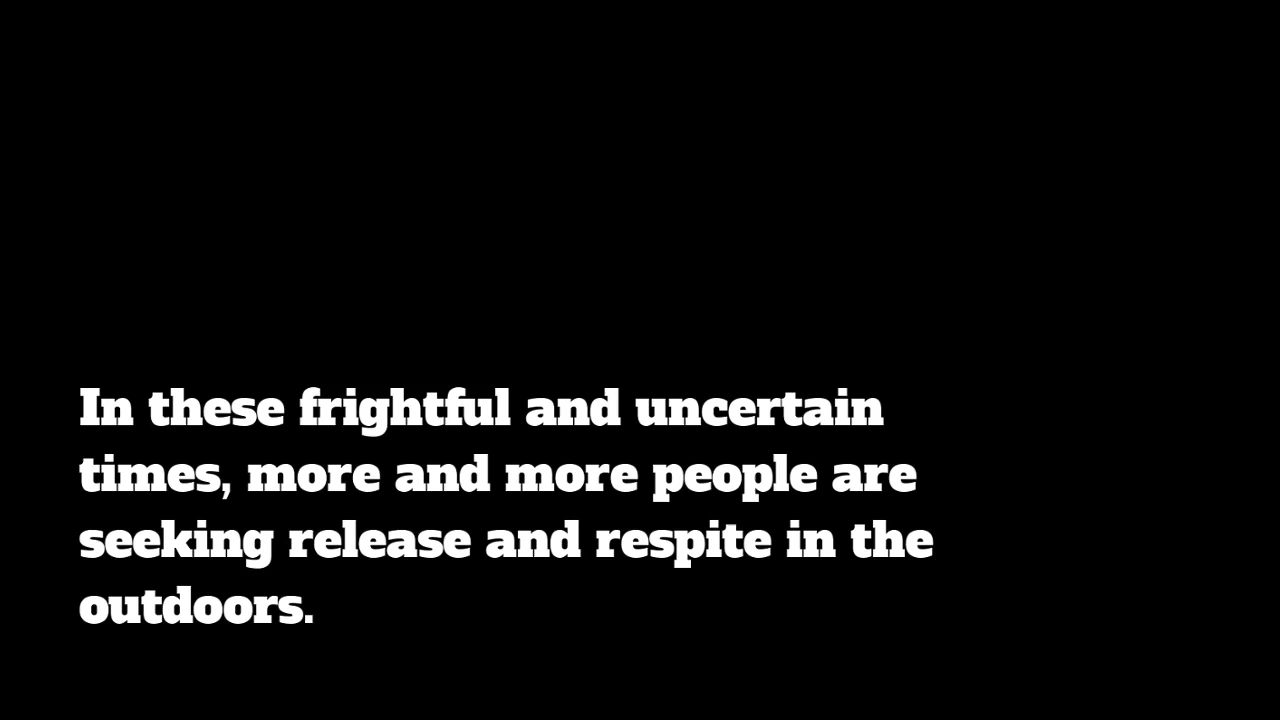 In these frightful and uncertain
times, more and more people are
seeking release and respite in the
outdoors.